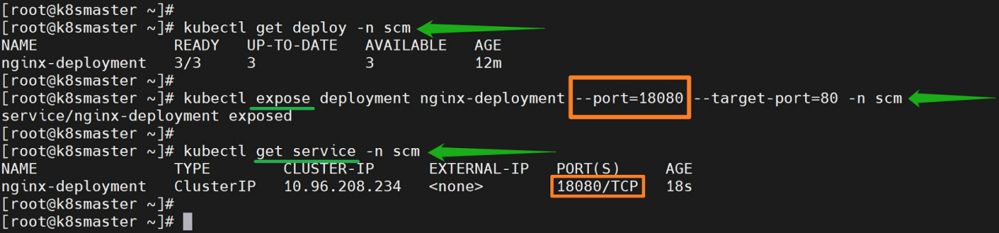 [root@k8smaster ~]#
[root@k8smaster ~]# kubectl get deploy -n scm
NAME READY UP-TO-DATE AVAILABLE AGE
nginx-deployment 3/3 3 3 12m
[root@k8smaster ~]#
[root@k8smaster ~]# kubectl expose deployment nginx-deployment --port=18080 --target-port=80 -n scm
service/nginx-deployment exposed
[root@k8smaster ~]#
[root@k8smaster ~]# kubectl get service -n scm
NAME TYPE CLUSTER-IP EXTERNAL-IP PORT(S) AGE
nginx-deployment ClusterIP 10.96.208.234 <none> 18080/TCP 18s
[root@k8smaster ~]#
[root@k8smaster ~]#